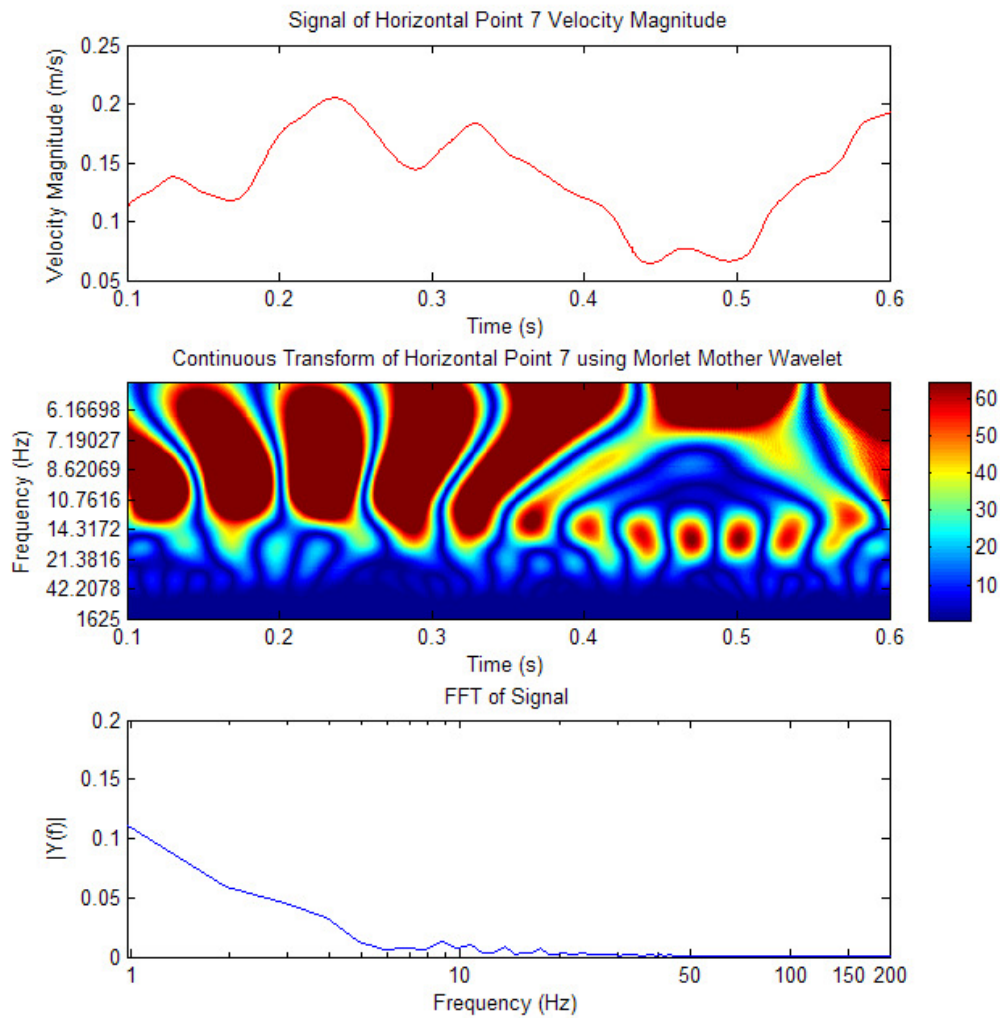 Signal of Horizontal Point 7 Velocity Magnitude
Velocity Magnitude (m/s)
0.25
0.2
0.15
0.1
0.05
0.1 0.2 0.3 0.4 0.5 0.6
Time (s)
Continuous Transform of Horizontal Point 7 using Morlet Mother Wavelet
Frequency (Hz)
6.16698
7.19027
8.62069
10.7616
14.3172
21.3816
42.2078
1625
0.1 0.2 0.3 0.4 0.5 0.6
Time (s)
60
50
40
30
20
10
FFT of Signal
|Y(f)|
0.2
0.15
0.1
0.05
0
1 10 50 100 150 200
Frequency (Hz)